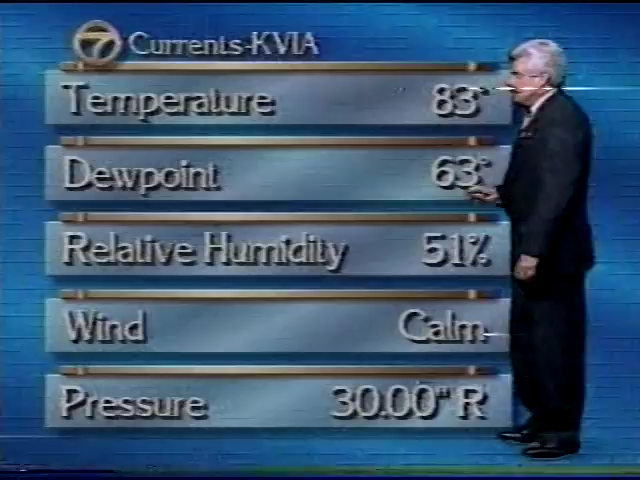 7 Currents-KVIA
Temperature 83°
Dewpoint 63°
Relative Humidity 51%
Wind Calm
Pressure 30.00" R